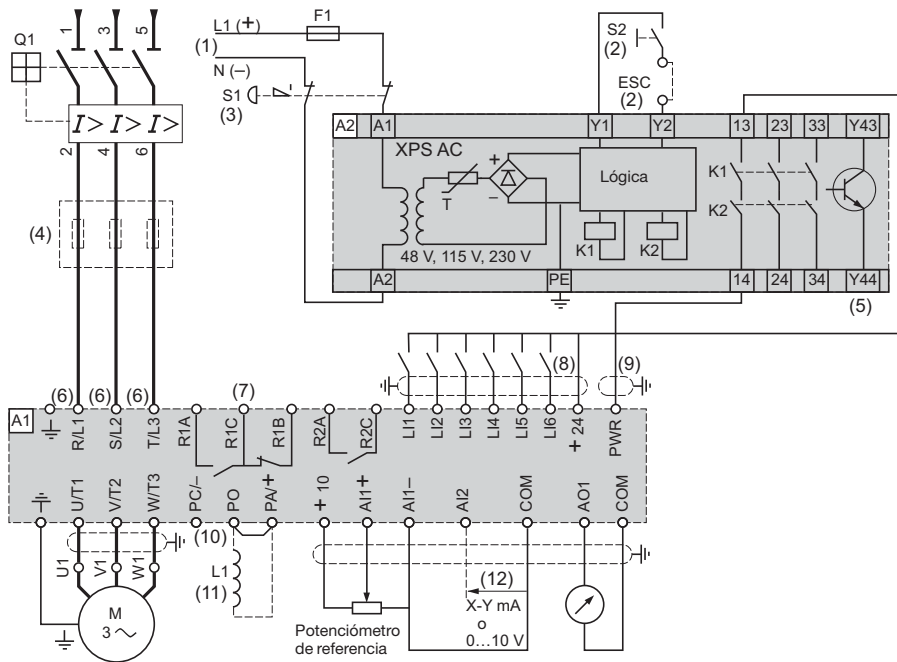 Q1
1
3
5
I>
I>
I>
2
4
6
(4)
L1 (+)
F1
(1)
N (–)
S1
(3)
S2
(2)
ESC
(2)
A2
A1
Y1
Y2
13
23
33
Y43
XPS AC
+
–
T
48 V, 115 V, 230 V
Lógica
K1
K2
K1
K2
A2
PE
14
24
34
Y44
(5)
(8)
(9)
A1
(6)
(6)
(6)
(7)
R/L1
S/L2
T/L3
R1A
R1C
R1B
R2A
R2C
LI1
LI2
LI3
LI4
LI5
LI6
+ 24
PWR
U/T1
V/T2
W/T3
PC/-
PO
PA/+
+ 10
AI1+
AI1–
AI2
COM
AO1
COM
U1
V1
W1
M
3 ~
(10)
L1
(11)
(12)
X-Y mA
o
0...10 V
Potenciómetro
de referencia